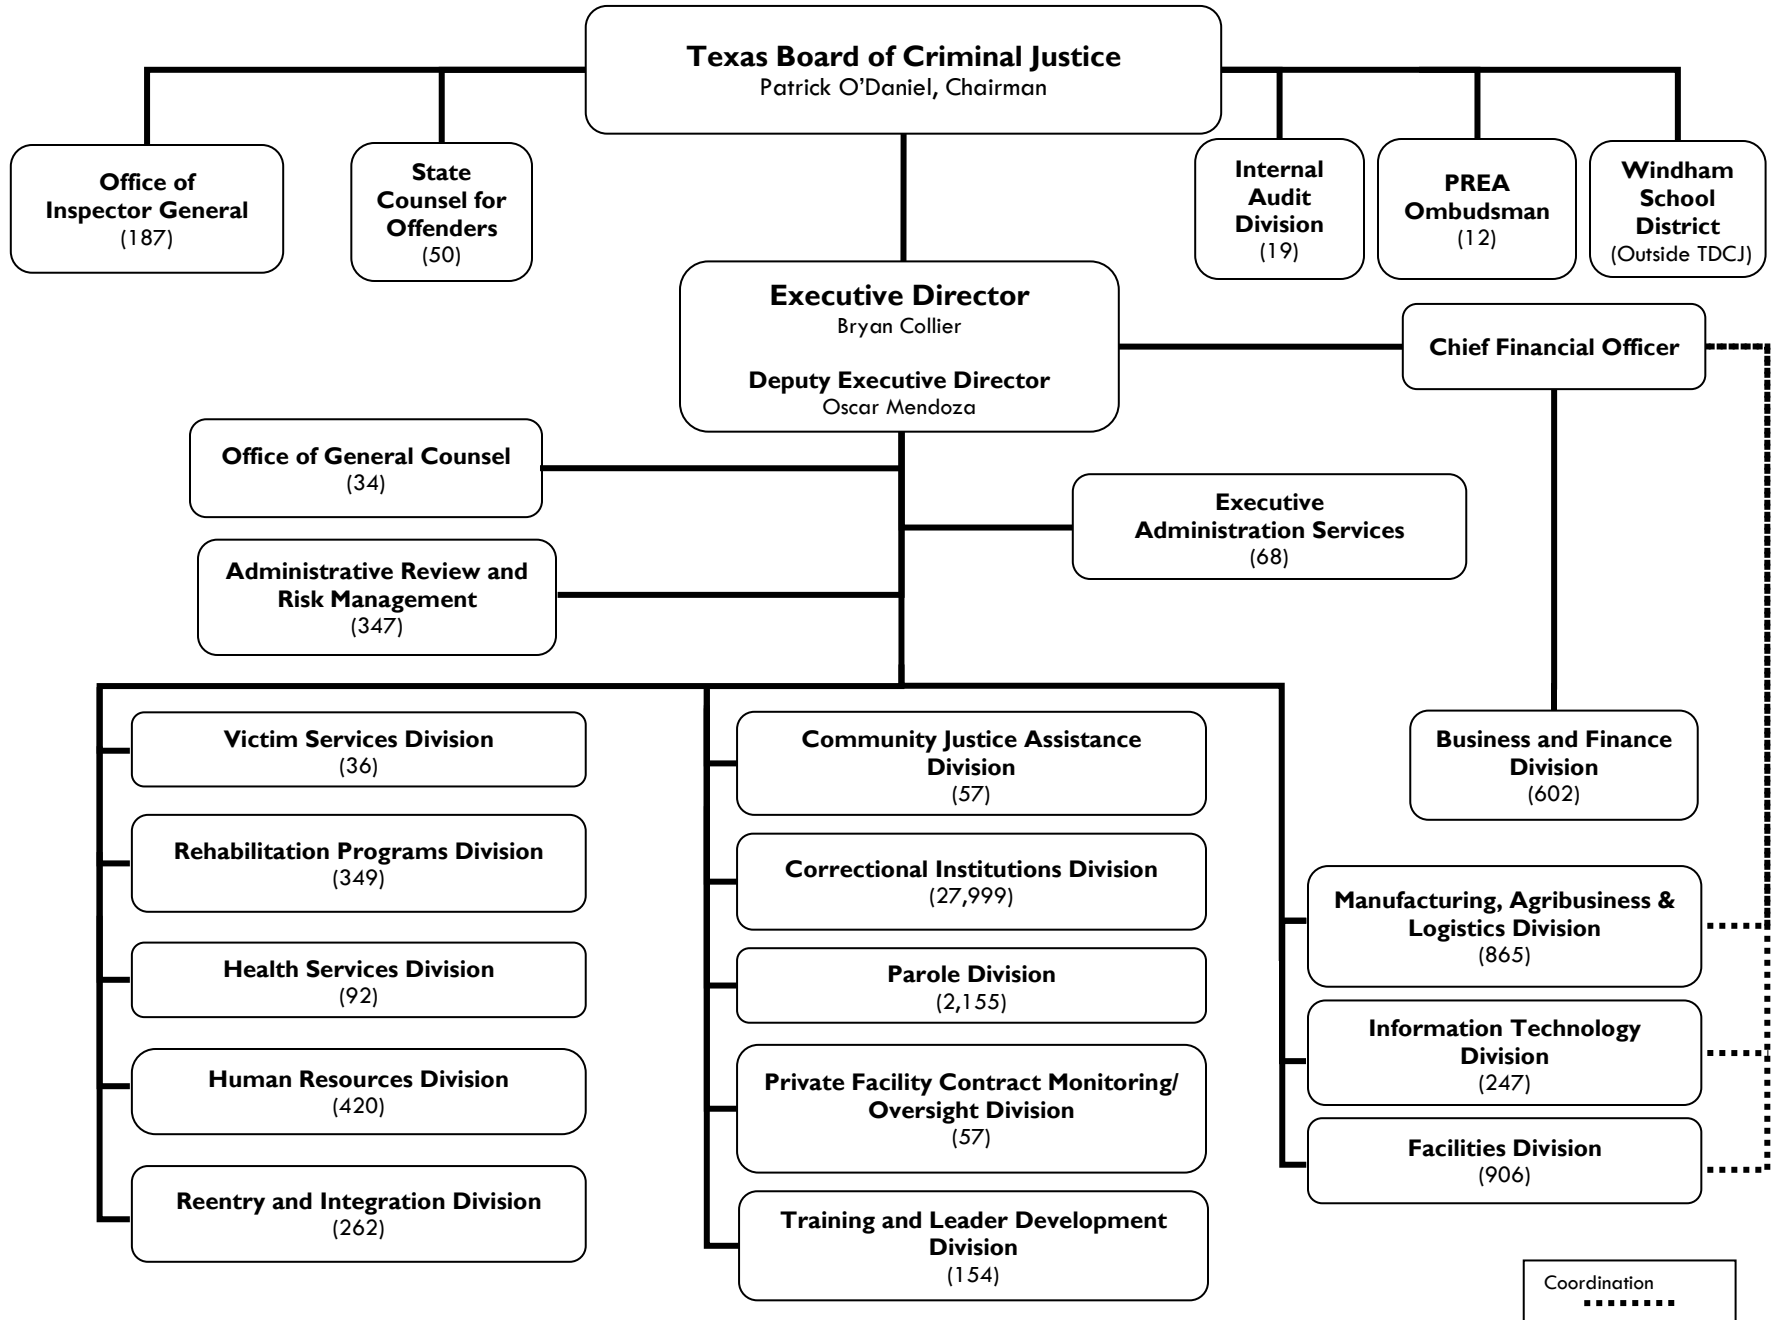 Texas Board of Criminal Justice
Patrick O’Daniel, Chairman
Office of
Inspector General
(187)
State
Counsel for
Offenders
(50)
Internal
Audit
Division
(19)
PREA
Ombudsman
(12)
Windham
School
District
(Outside TDCJ)
Executive Director
Bryan Collier
Deputy Executive Director
Oscar Mendoza
Chief Financial Officer
Office of General Counsel
(34)
Executive
Administration Services
(68)
Administrative Review and
Risk Management
(347)
Victim Services Division
(36)
Rehabilitation Programs Division
(349)
Health Services Division
(92)
Human Resources Division
(420)
Reentry and Integration Division
(262)
Community Justice Assistance
Division
(57)
Correctional Institutions Division
(27,999)
Parole Division
(2,155)
Private Facility Contract Monitoring/
Oversight Division
(57)
Training and Leader Development
Division
(154)
Business and Finance
Division
(602)
Manufacturing, Agribusiness &
Logistics Division
(865)
Information Technology
Division
(247)
Facilities Division
(906)
Coordination